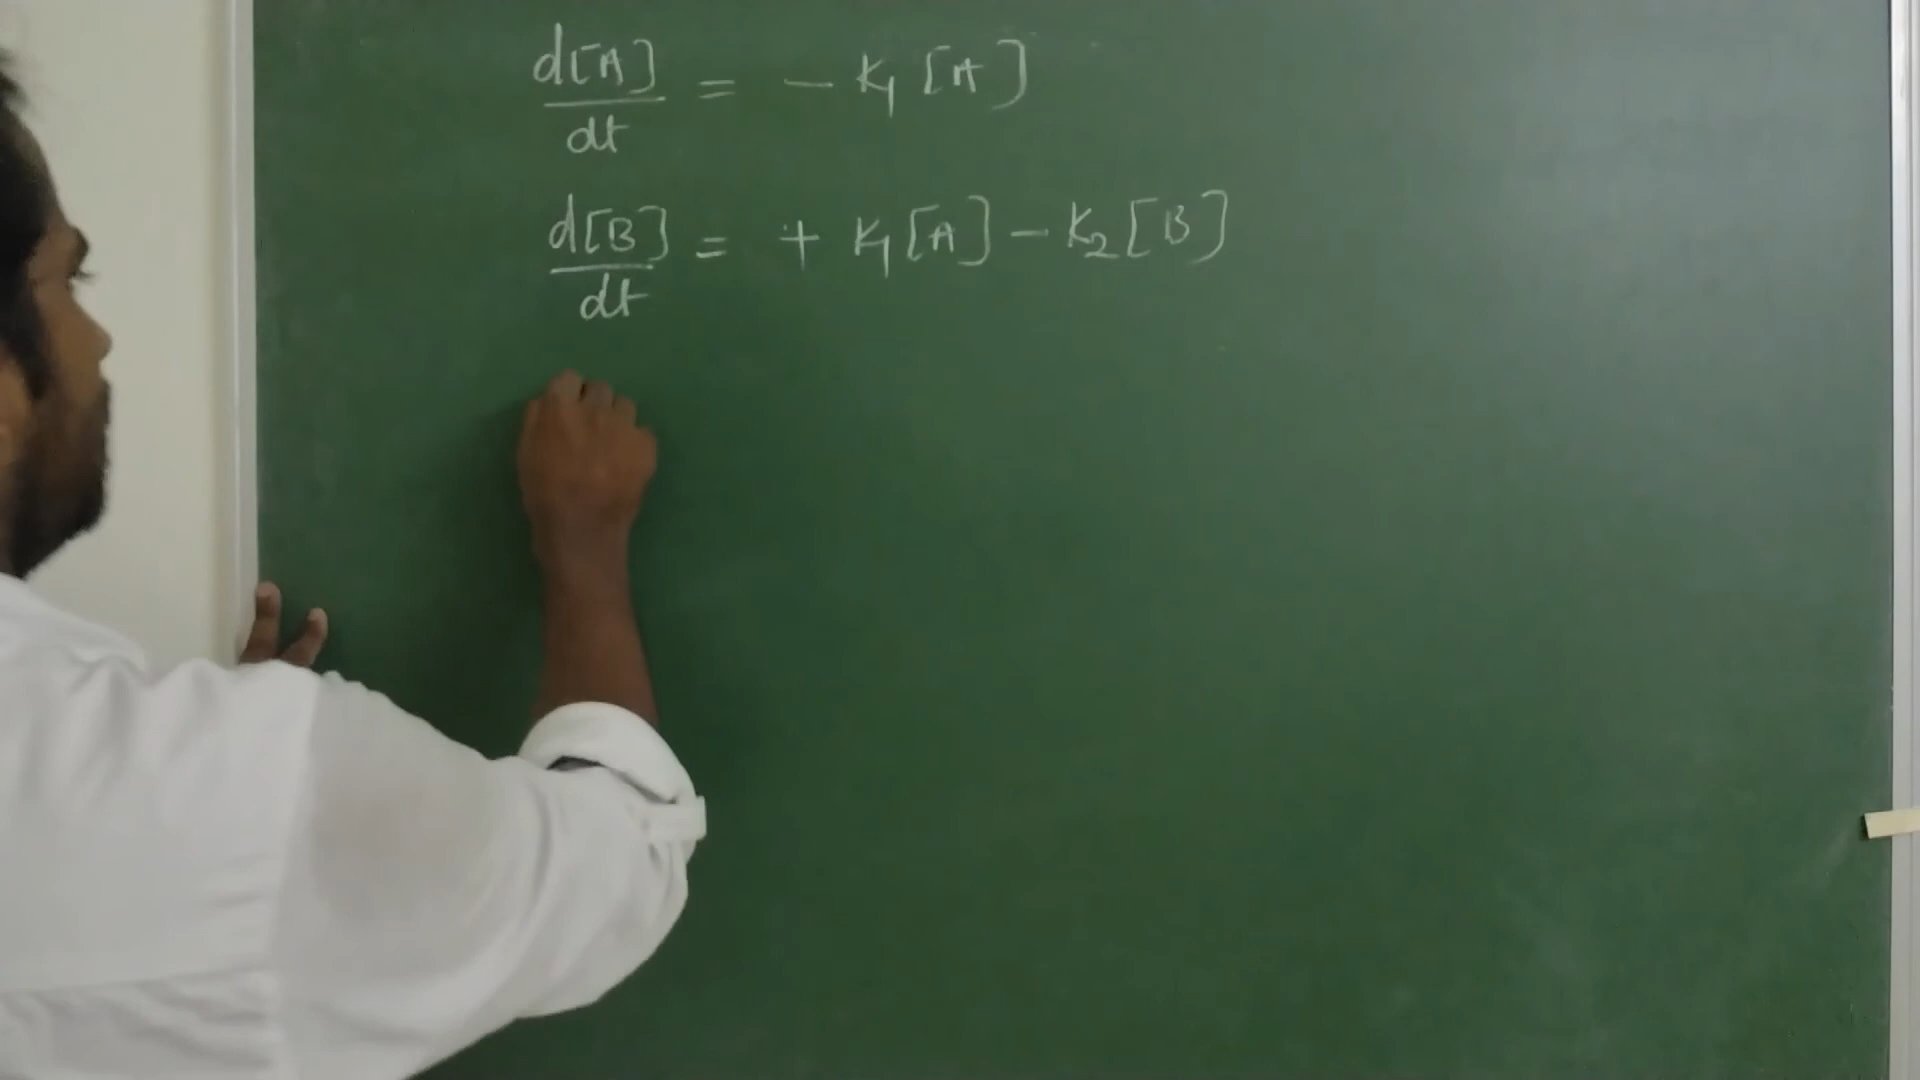 d[A]/dt = - K₁ [A]
d[B]/dt = + K₁[A] - K₂[B]